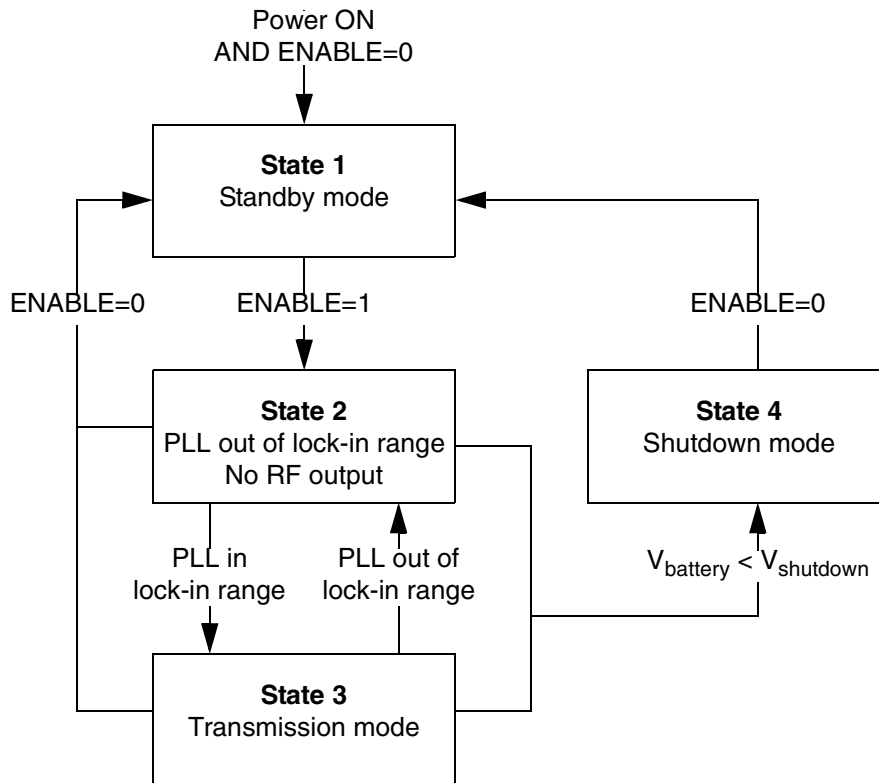 Power ON
AND ENABLE=0
State 1
Standby mode
ENABLE=0
ENABLE=1
ENABLE=0
State 2
PLL out of lock-in range
No RF output
State 4
Shutdown mode
PLL in
lock-in range
PLL out of
lock-in range
Vbattery < Vshutdown
State 3
Transmission mode